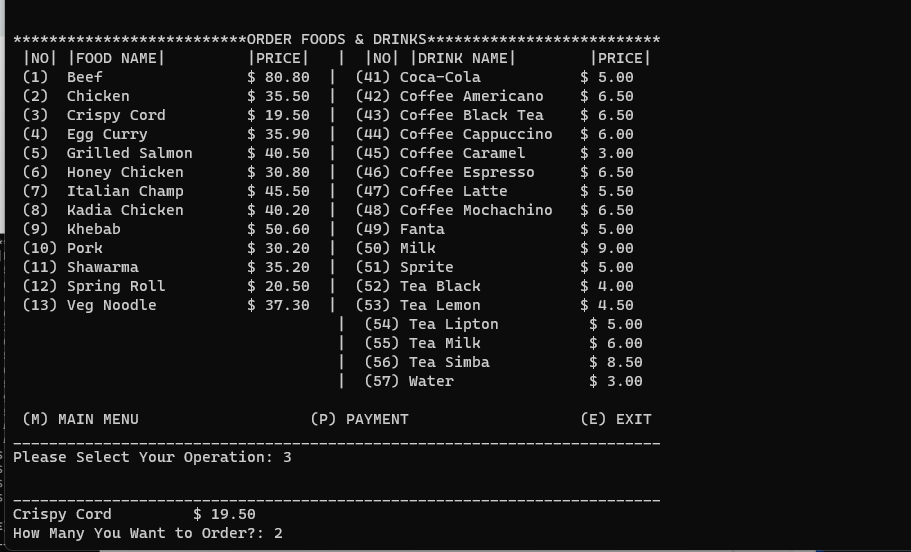 **************************ORDER FOODS & DRINKS**************************
|NO| |FOOD NAME| |PRICE| | |NO| |DRINK NAME| |PRICE|
(1) Beef $ 80.80 | (41) Coca-Cola $ 5.00
(2) Chicken $ 35.50 | (42) Coffee Americano $ 6.50
(3) Crispy Cord $ 19.50 | (43) Coffee Black Tea $ 6.50
(4) Egg Curry $ 35.90 | (44) Coffee Cappuccino $ 6.00
(5) Grilled Salmon $ 40.50 | (45) Coffee Caramel $ 3.00
(6) Honey Chicken $ 30.80 | (46) Coffee Espresso $ 6.50
(7) Italian Champ $ 45.50 | (47) Coffee Latte $ 5.50
(8) Kadia Chicken $ 40.20 | (48) Coffee Mochachino $ 6.50
(9) Khebab $ 50.60 | (49) Fanta $ 5.00
(10) Pork $ 30.20 | (50) Milk $ 9.00
(11) Shawarma $ 35.20 | (51) Sprite $ 5.00
(12) Spring Roll $ 20.50 | (52) Tea Black $ 4.00
(13) Veg Noodle $ 37.30 | (53) Tea Lemon $ 4.50
| (54) Tea Lipton $ 5.00
| (55) Tea Milk $ 6.00
| (56) Tea Simba $ 8.50
| (57) Water $ 3.00
(M) MAIN MENU (P) PAYMENT (E) EXIT
________________________________________________________________________
Please Select Your Operation: 3
________________________________________________________________________
Crispy Cord $ 19.50
How Many You Want to Order?: 2